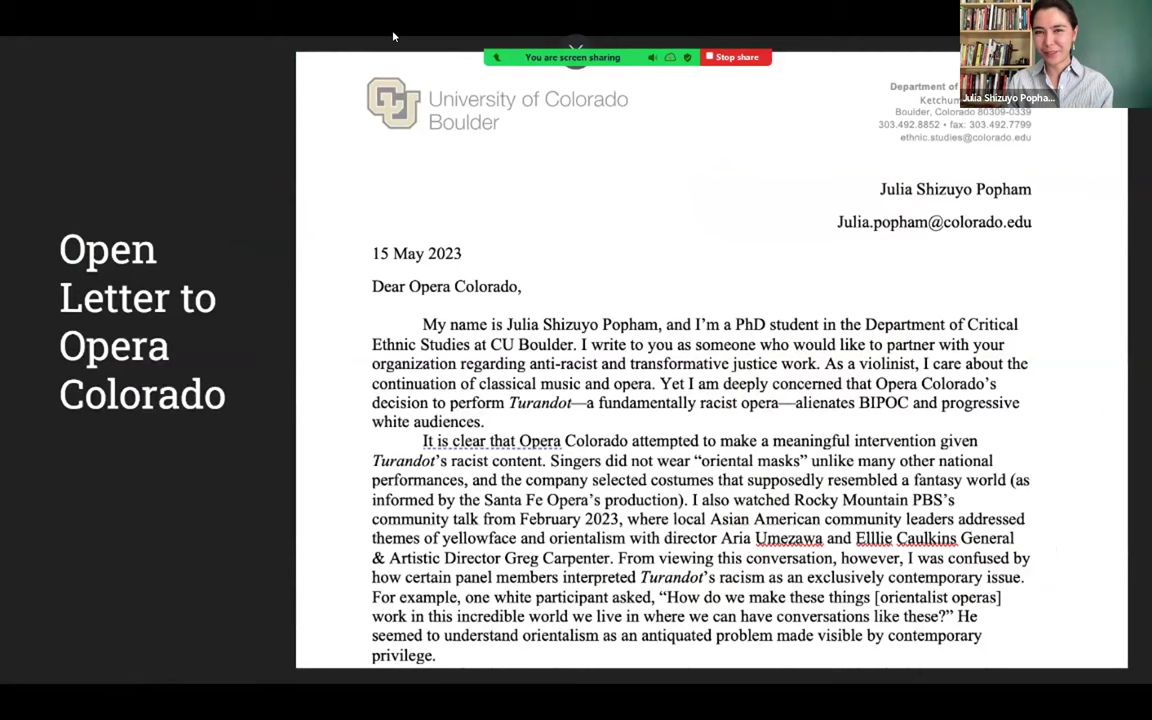 You are screen sharing
Stop share
Julia Shizuyo Popha...
Open
Letter to
Opera
Colorado
University of Colorado
Boulder
Department of
Ketchum
Boulder, Colorado 80309-0339
303.492.8852 • fax: 303.492.7799
ethnic.studies@colorado.edu
Julia Shizuyo Popham
Julia.popham@colorado.edu
15 May 2023
Dear Opera Colorado,
My name is Julia Shizuyo Popham, and I'm a PhD student in the Department of Critical
Ethnic Studies at CU Boulder. I write to you as someone who would like to partner with your
organization regarding anti-racist and transformative justice work. As a violinist, I care about the
continuation of classical music and opera. Yet I am deeply concerned that Opera Colorado's
decision to perform Turandot—a fundamentally racist opera—alienates BIPOC and progressive
white audiences.
It is clear that Opera Colorado attempted to make a meaningful intervention given
Turandot's racist content. Singers did not wear “oriental masks” unlike many other national
performances, and the company selected costumes that supposedly resembled a fantasy world (as
informed by the Santa Fe Opera's production). I also watched Rocky Mountain PBS's
community talk from February 2023, where local Asian American community leaders addressed
themes of yellowface and orientalism with director Aria Umezawa and Elllie Caulkins General
& Artistic Director Greg Carpenter. From viewing this conversation, however, I was confused by
how certain panel members interpreted Turandot's racism as an exclusively contemporary issue.
For example, one white participant asked, “How do we make these things [orientalist operas]
work in this incredible world we live in where we can have conversations like these?” He
seemed to understand orientalism as an antiquated problem made visible by contemporary
privilege.